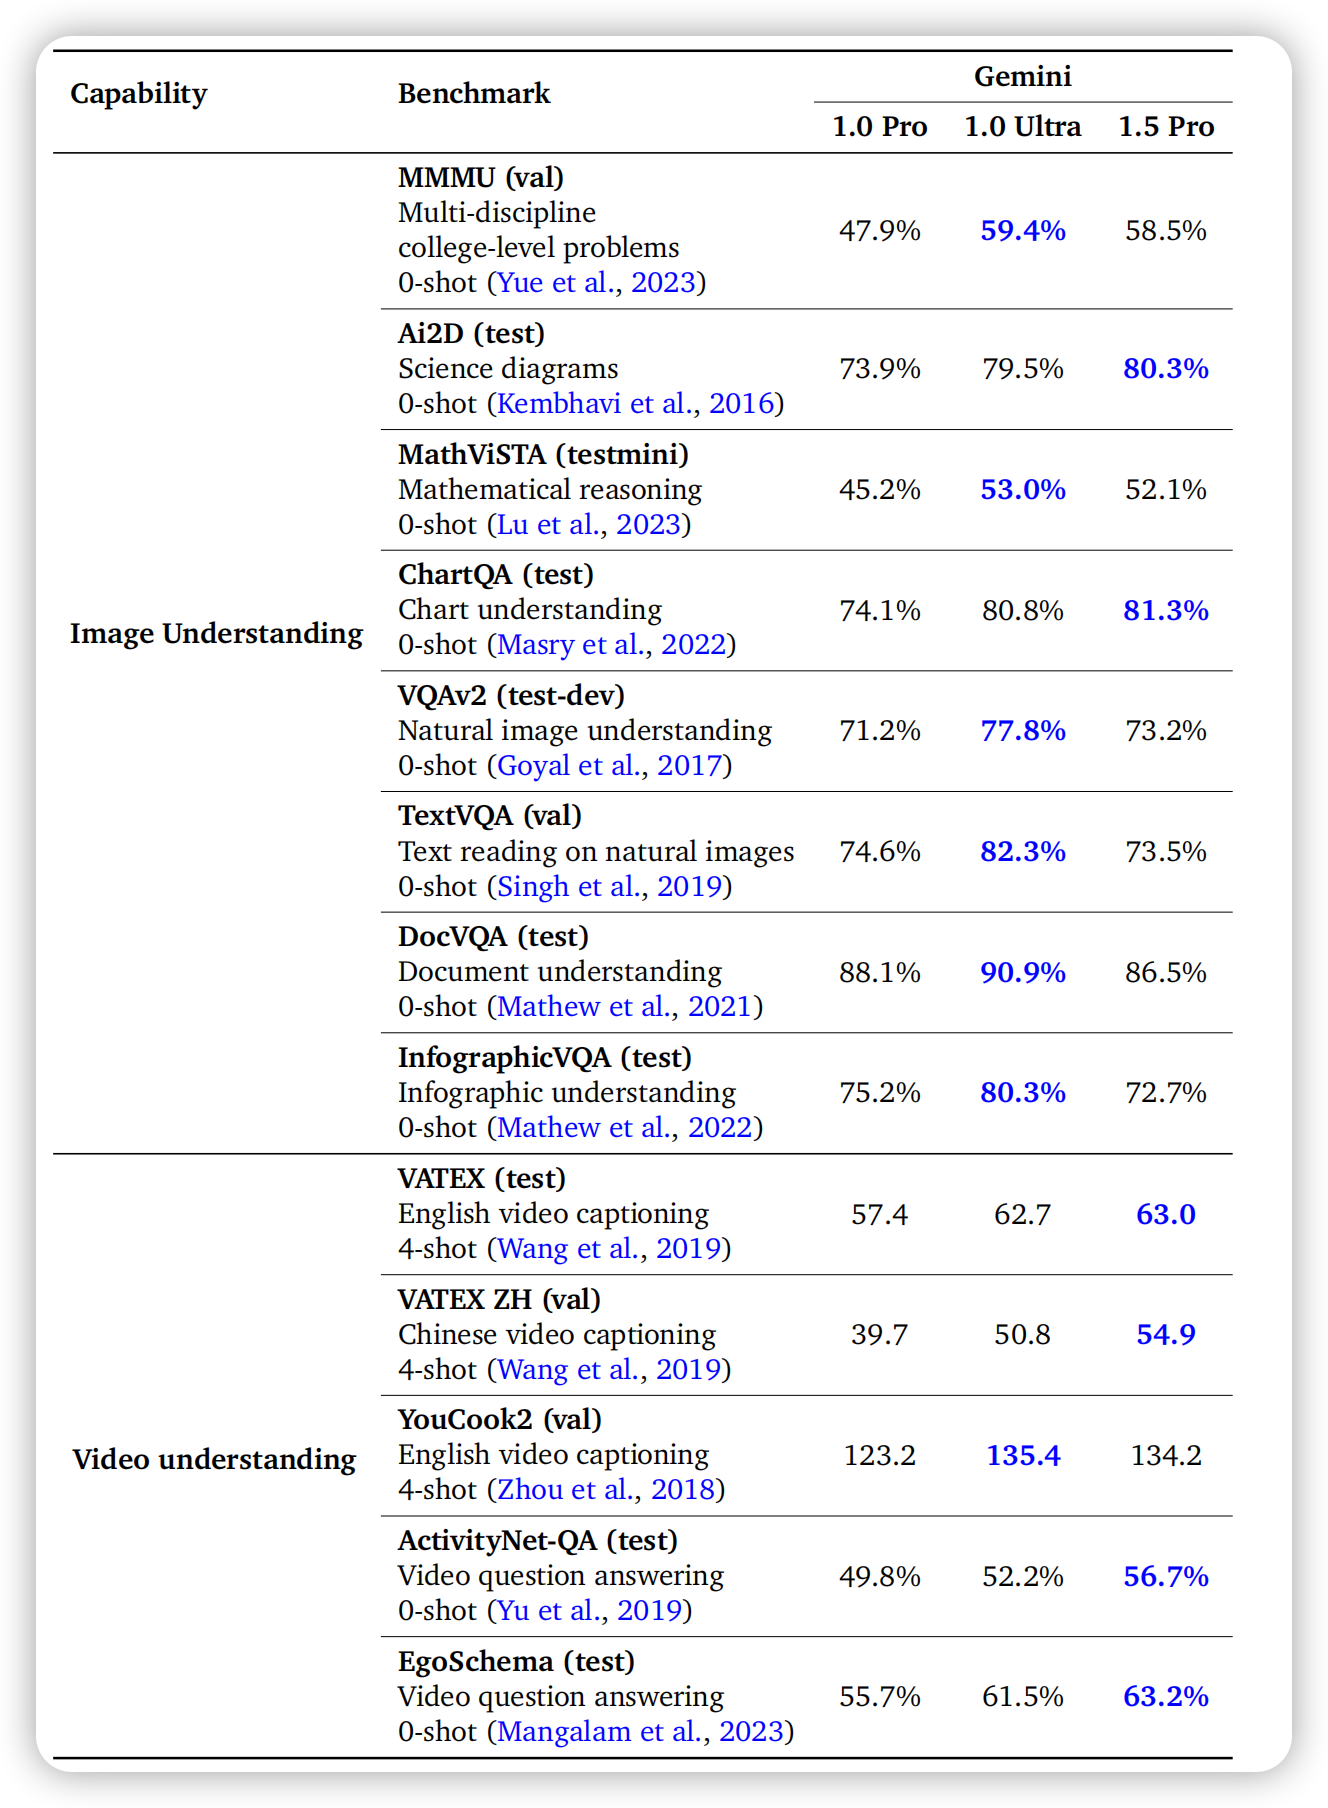 Capability Benchmark Gemini
1.0 Pro 1.0 Ultra 1.5 Pro
Image Understanding
MMMU (val)
Multi-discipline
college-level problems
0-shot (Yue et al., 2023)
47.9% 59.4% 58.5%
Ai2D (test)
Science diagrams
0-shot (Kembhavi et al., 2016)
73.9% 79.5% 80.3%
MathViSTA (testmini)
Mathematical reasoning
0-shot (Lu et al., 2023)
45.2% 53.0% 52.1%
ChartQA (test)
Chart understanding
0-shot (Masry et al., 2022)
74.1% 80.8% 81.3%
VQAv2 (test-dev)
Natural image understanding
0-shot (Goyal et al., 2017)
71.2% 77.8% 73.2%
TextVQA (val)
Text reading on natural images
0-shot (Singh et al., 2019)
74.6% 82.3% 73.5%
DocVQA (test)
Document understanding
0-shot (Mathew et al., 2021)
88.1% 90.9% 86.5%
InfographicVQA (test)
Infographic understanding
0-shot (Mathew et al., 2022)
75.2% 80.3% 72.7%
Video understanding
VATEX (test)
English video captioning
4-shot (Wang et al., 2019)
57.4 62.7 63.0
VATEX ZH (val)
Chinese video captioning
4-shot (Wang et al., 2019)
39.7 50.8 54.9
YouCook2 (val)
English video captioning
4-shot (Zhou et al., 2018)
123.2 135.4 134.2
ActivityNet-QA (test)
Video question answering
0-shot (Yu et al., 2019)
49.8% 52.2% 56.7%
EgoSchema (test)
Video question answering
0-shot (Mangalam et al., 2023)
55.7% 61.5% 63.2%